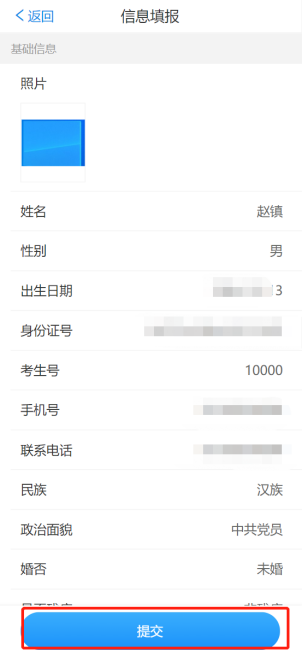 返回 信息填报
基础信息
照片
姓名 赵镇
性别 男
出生日期 3
身份证号
考生号 10000
手机号
联系电话
民族 汉族
政治面貌 中共党员
婚否 未婚
提交